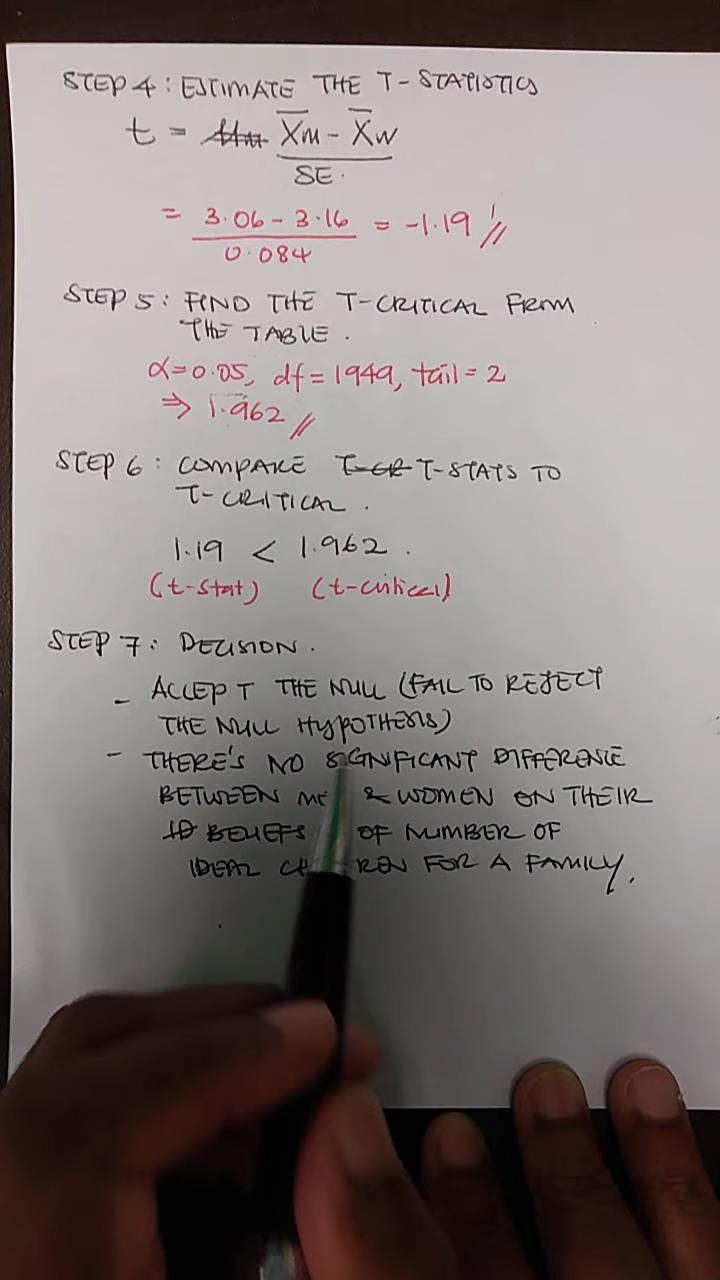 STEP 4: ESTIMATE THE T-STATISTICS
t = X̄m - X̄w
SE.
= 3.06 - 3.16 = -1.19 //
0.084
STEP 5: FIND THE T-CRITICAL FROM
THE TABLE.
α=0.05, df=1949, tail=2
⇒ 1.962 //
STEP 6: COMPARE T-STATS TO
T-CRITICAL.
1.19 < 1.962.
(t-stat) (t-critical)
STEP 7: DECISION.
- ACCEPT THE NULL (FAIL TO REJECT
THE NULL HYPOTHESIS)
- THERE'S NO SIGNIFICANT DIFFERENCE
BETWEEN & WOMEN ON THEIR
BELIEFS OF NUMBER OF
IDEAL FOR A FAMILY.